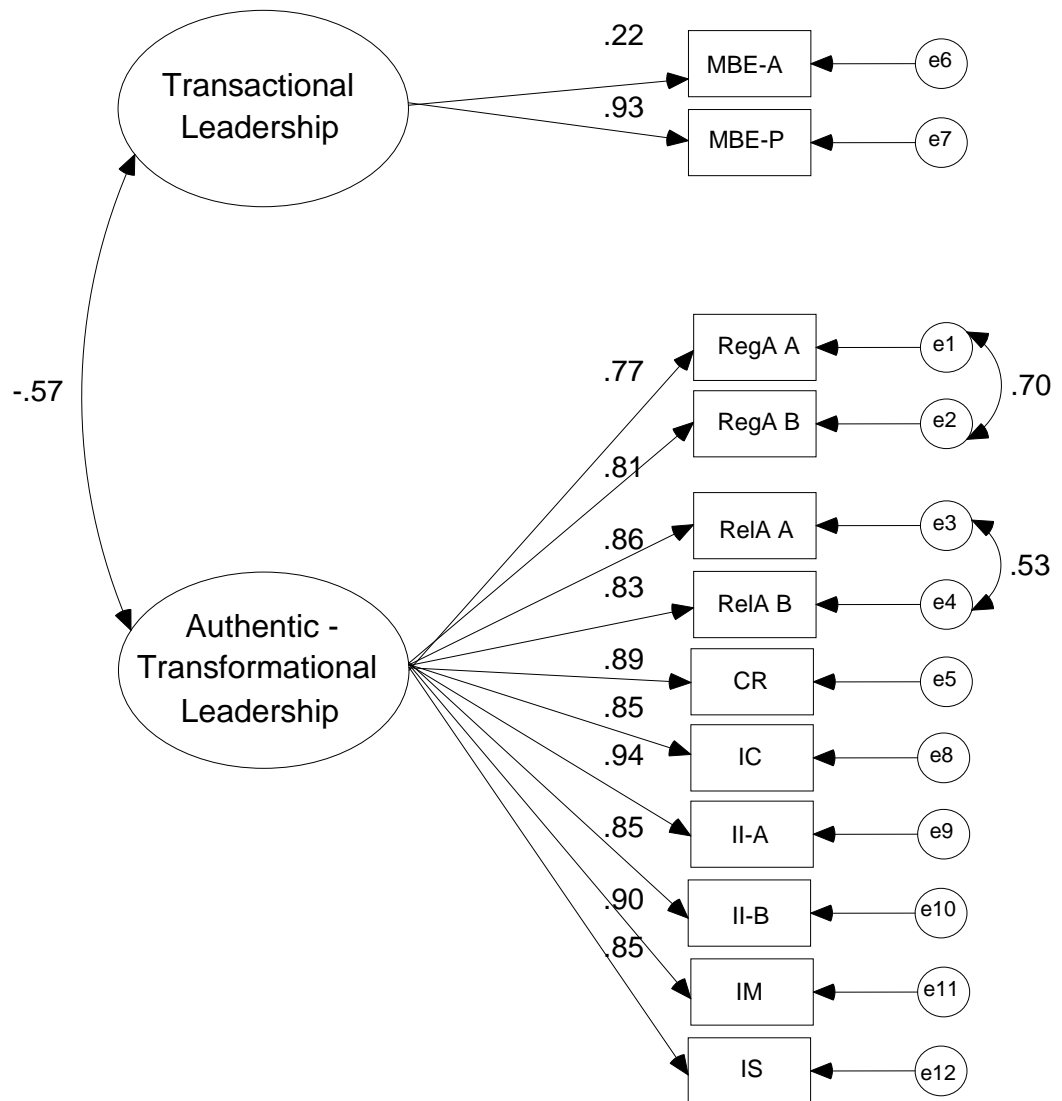 .22
MBE-A
e6
Transactional
Leadership
.93
MBE-P
e7
-.57
.77
RegA A
e1
.70
.81
RegA B
e2
.86
RelA A
e3
.53
.83
RelA B
e4
Authentic -
Transformational
Leadership
.89
CR
e5
.85
IC
e8
.94
II-A
e9
.85
II-B
e10
.90
IM
e11
.85
IS
e12